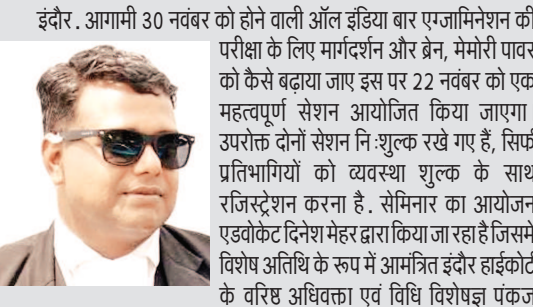 इंदौर. आगामी 30 नवंबर को होने वाली ऑल इंडिया बार एग्जामिनेशन की
परीक्षा के लिए मार्गदर्शन और ब्रेन, मेमोरी पावर
को कैसे बढ़ाया जाए इस पर 22 नवंबर को एक
महत्वपूर्ण सेशन आयोजित किया जाएगा
उपरोक्त दोनों सेशन नि:शुल्क रखे गए हैं, सिर्फ
प्रतिभागियों को व्यवस्था शुल्क के साथ
रजिस्ट्रेशन करना है. सेमिनार का आयोजन
एडवोकेट दिनेश मेहर द्वारा किया जा रहा है जिसमें
विशेष अतिथि के रूप में आमंत्रित इंदौर हाईकोर्ट
के वरिष्ठ अधिवक्ता एवं विधि विशेषज्ञ पंकज